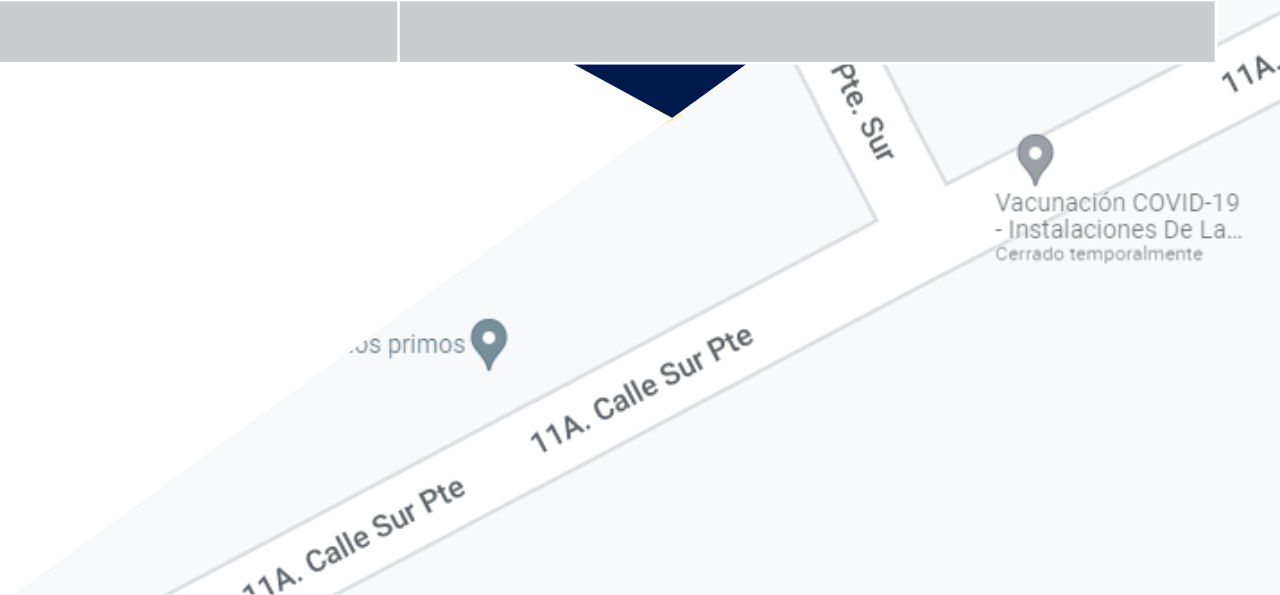 Pte. Sur
11A.
Vacunación COVID-19
- Instalaciones De La...
Cerrado temporalmente
primos
11A. Calle Sur Pte
11A. Calle Sur Pte